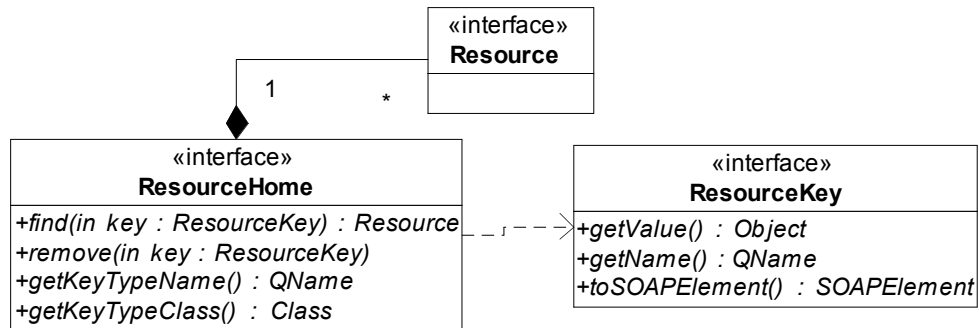 «interface»
Resource
1
*
«interface»
ResourceHome
+find(in key : ResourceKey) : Resource
+remove(in key : ResourceKey)
+getKeyTypeName() : QName
+getKeyTypeClass() : Class
«interface»
ResourceKey
+getValue() : Object
+getName() : QName
+toSOAPElement() : SOAPElement